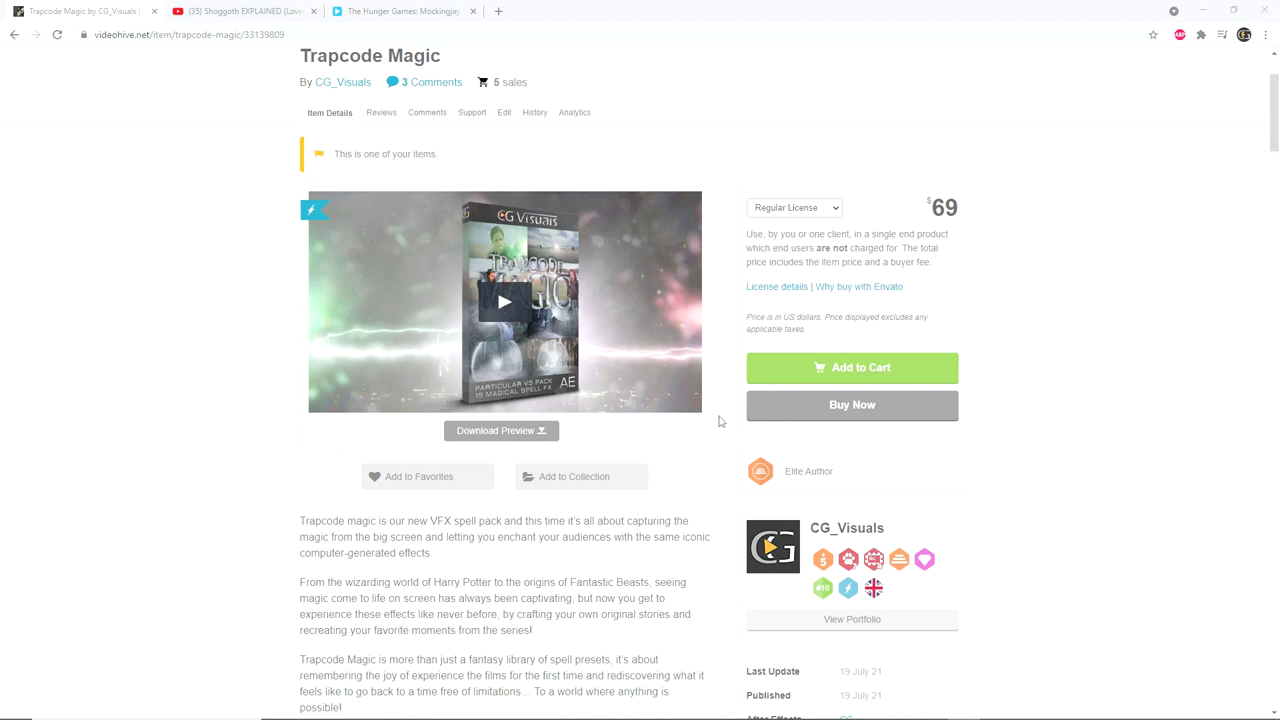 Trapcode Magic by CG_Visuals |
(35) Shoggoth EXPLAINED (Love
The Hunger Games: Mockingjay
videohive.net/item/trapcode-magic/33139809
ABP
Trapcode Magic
By CG_Visuals 3 Comments 5 sales
Item Details Reviews Comments Support Edit History Analytics
This is one of your items.
CG Visuals
TRAPCODE
MAGIC
PARTICULAR VS PACK
15 MAGICAL SPELL FX
AE
Download Preview
Add to Favorites
Add to Collection
Trapcode magic is our new VFX spell pack and this time it's all about capturing the
magic from the big screen and letting you enchant your audiences with the same iconic
computer-generated effects.
From the wizarding world of Harry Potter to the origins of Fantastic Beasts, seeing
magic come to life on screen has always been captivating, but now you get to
experience these effects like never before, by crafting your own original stories and
recreating your favorite moments from the series!
Trapcode Magic is more than just a fantasy library of spell presets, it's about
remembering the joy of experience the films for the first time and rediscovering what it
feels like to go back to a time free of limitations... To a world where anything is
possible!
Regular License
$69
Use, by you or one client, in a single end product
which end users are not charged for. The total
price includes the item price and a buyer fee.
License details | Why buy with Envato
Price is in US dollars. Price displayed excludes any
applicable taxes.
Add to Cart
Buy Now
Elite Author
CG
CG_Visuals
5
View Portfolio
Last Update 19 July 21
Published 19 July 21